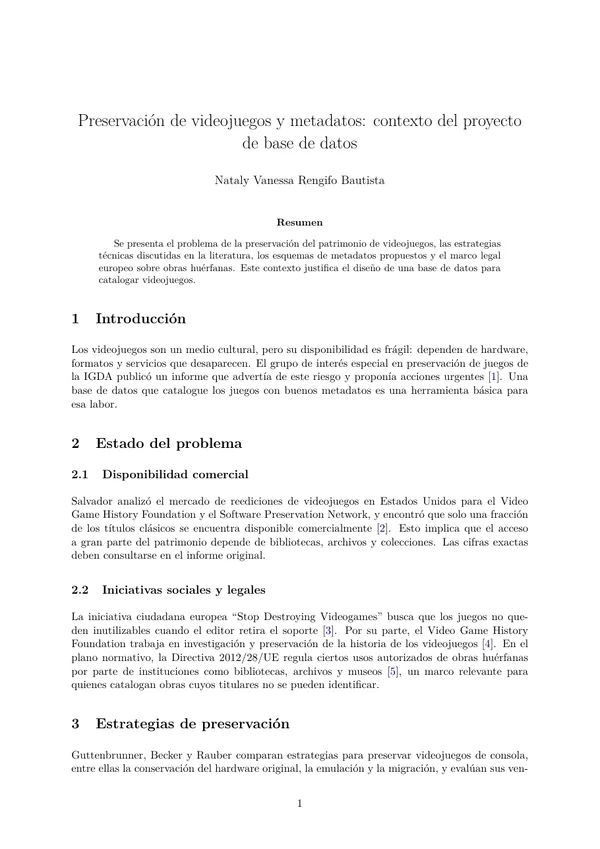 Preservación de videojuegos y metadatos: contexto del proyecto
de base de datos
Nataly Vanessa Rengifo Bautista
Resumen
Se presenta el problema de la preservación del patrimonio de videojuegos, las estrategias
técnicas discutidas en la literatura, los esquemas de metadatos propuestos y el marco legal
europeo sobre obras huérfanas. Este contexto justifica el diseño de una base de datos para
catalogar videojuegos.
1 Introducción
Los videojuegos son un medio cultural, pero su disponibilidad es frágil: dependen de hardware,
formatos y servicios que desaparecen. El grupo de interés especial en preservación de juegos de
la IGDA publicó un informe que advertía de este riesgo y proponía acciones urgentes [1]. Una
base de datos que catalogue los juegos con buenos metadatos es una herramienta básica para
esa labor.
2 Estado del problema
2.1 Disponibilidad comercial
Salvador analizó el mercado de reediciones de videojuegos en Estados Unidos para el Video
Game History Foundation y el Software Preservation Network, y encontró que solo una fracción
de los títulos clásicos se encuentra disponible comercialmente [2]. Esto implica que el acceso
a gran parte del patrimonio depende de bibliotecas, archivos y colecciones. Las cifras exactas
deben consultarse en el informe original.
2.2 Iniciativas sociales y legales
La iniciativa ciudadana europea “Stop Destroying Videogames” busca que los juegos no que-
den inutilizables cuando el editor retira el soporte [3]. Por su parte, el Video Game History
Foundation trabaja en investigación y preservación de la historia de los videojuegos [4]. En el
plano normativo, la Directiva 2012/28/UE regula ciertos usos autorizados de obras huérfanas
por parte de instituciones como bibliotecas, archivos y museos [5], un marco relevante para
quienes catalogan obras cuyos titulares no se pueden identificar.
3 Estrategias de preservación
Guttenbrunner, Becker y Rauber comparan estrategias para preservar videojuegos de consola,
entre ellas la conservación del hardware original, la emulación y la migración, y evalúan sus ven-
1